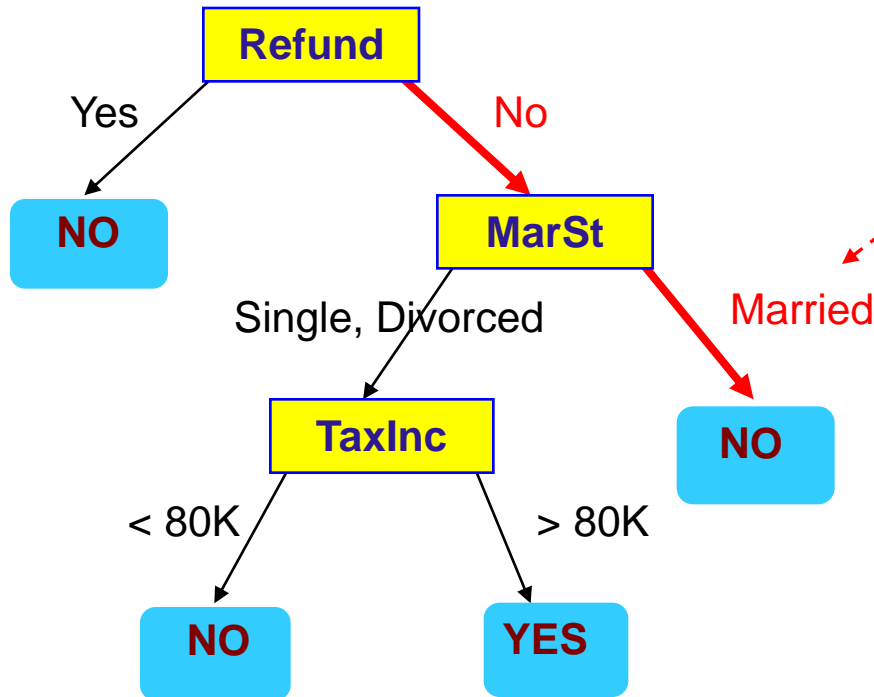 Refund
Yes
No
NO
MarSt
Single, Divorced
Married
TaxInc
NO
< 80K
> 80K
NO
YES